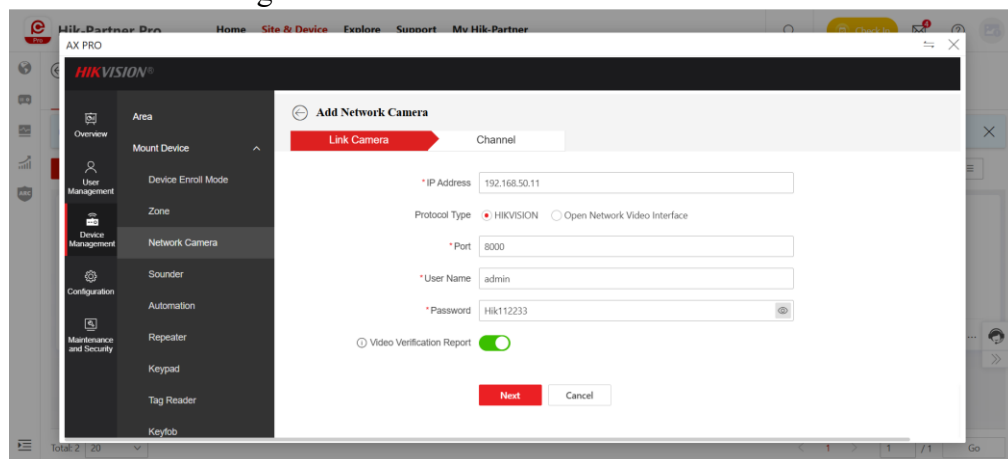 Hik-Partner Pro Home Site & Device Explore Support My Hik-Partner
Pro
AX PRO
HIKVISION®
Overview
User Management
Device Management
Configuration
Maintenance and Security
Area
Mount Device
Device Enroll Mode
Zone
Network Camera
Sounder
Automation
Repeater
Keypad
Tag Reader
Keyfob
Add Network Camera
Link Camera Channel
*IP Address 192.168.50.11
Protocol Type HIKVISION Open Network Video Interface
*Port 8000
*User Name admin
*Password Hik112233
Video Verification Report
Next Cancel
Total: 2 20 < 1 > 1 / 1 Go